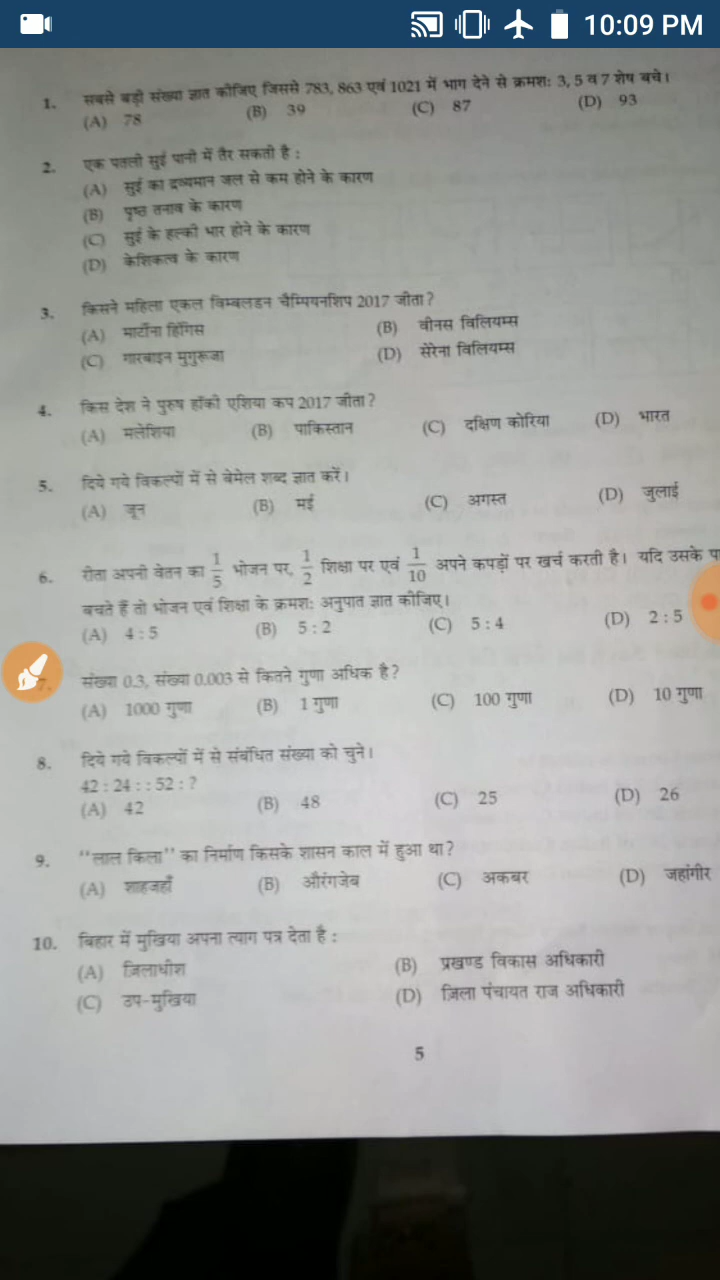 10:09 PM
1. सबसे बड़ी संख्या ज्ञात कीजिए जिससे 783, 863 एवं 1021 में भाग देने से क्रमशः 3, 5 व 7 शेष बचे।
(A) 78 (B) 39 (C) 87 (D) 93
2. एक पतली सुई पानी में तैर सकती है :
(A) सुई का द्रव्यमान जल से कम होने के कारण
(B) पृष्ठ तनाव के कारण
(C) सुई के हल्की भार होने के कारण
(D) केशिकत्व के कारण
3. किसने महिला एकल विम्बलडन चैम्पियनशिप 2017 जीता?
(A) मार्टीना हिंगिस (B) वीनस विलियम्स
(C) गारबाइन मुगुरूजा (D) सेरेना विलियम्स
4. किस देश ने पुरुष हॉकी एशिया कप 2017 जीता?
(A) मलेशिया (B) पाकिस्तान (C) दक्षिण कोरिया (D) भारत
5. दिये गये विकल्पों में से बेमेल शब्द ज्ञात करें।
(A) जून (B) मई (C) अगस्त (D) जुलाई
6. रीता अपनी वेतन का 1/5 भोजन पर, 1/2 शिक्षा पर एवं 1/10 अपने कपड़ों पर खर्च करती है। यदि उसके
बचते हैं तो भोजन एवं शिक्षा के क्रमशः अनुपात ज्ञात कीजिए।
(A) 4 : 5 (B) 5 : 2 (C) 5 : 4 (D) 2 : 5
7. संख्या 0.3, संख्या 0.003 से कितने गुणा अधिक है?
(A) 1000 गुणा (B) 1 गुणा (C) 100 गुणा (D) 10 गुणा
8. दिये गये विकल्पों में से संबंधित संख्या को चुने।
42 : 24 : : 52 : ?
(A) 42 (B) 48 (C) 25 (D) 26
9. "लाल किला" का निर्माण किसके शासन काल में हुआ था?
(A) शाहजहाँ (B) औरंगजेब (C) अकबर (D) जहांगीर
10. बिहार में मुखिया अपना त्याग पत्र देता है :
(A) जिलाधीश (B) प्रखण्ड विकास अधिकारी
(C) उप-मुखिया (D) ज़िला पंचायत राज अधिकारी
5